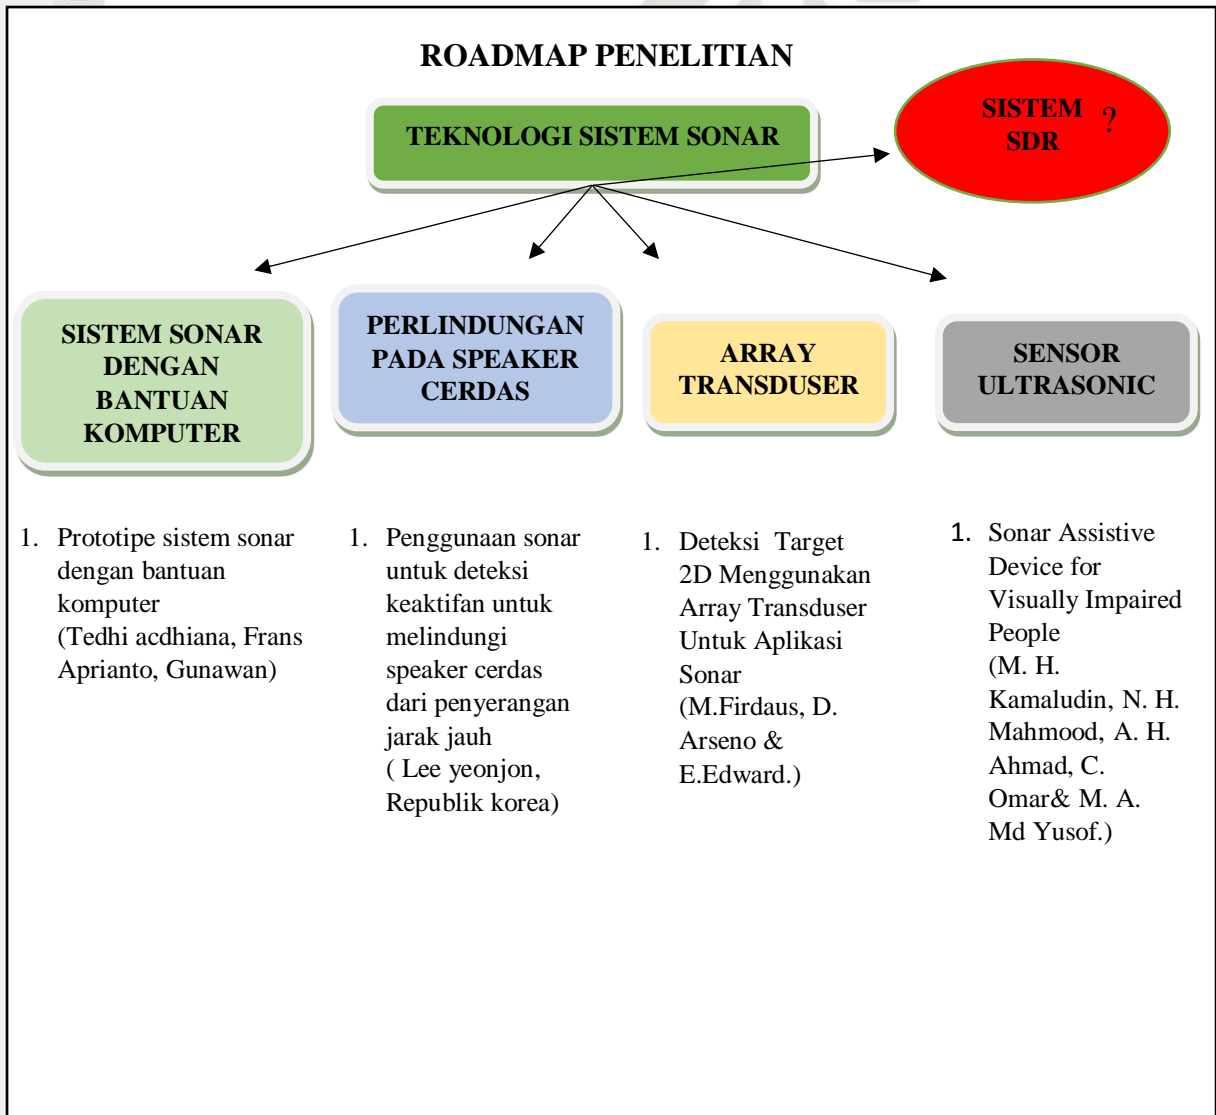 ROADMAP PENELITIAN
TEKNOLOGI SISTEM SONAR
SISTEM ?
SDR
SISTEM SONAR
DENGAN
BANTUAN
KOMPUTER
PERLINDUNGAN
PADA SPEAKER
CERDAS
ARRAY
TRANSDUSER
SENSOR
ULTRASONIC
1. Prototipe sistem sonar
dengan bantuan
komputer
(Tedhi acdhiana, Frans
Aprianto, Gunawan)
1. Penggunaan sonar
untuk deteksi
keaktifan untuk
melindungi
speaker cerdas
dari penyerangan
jarak jauh
( Lee yeonjon,
Republik korea)
1. Deteksi Target
2D Menggunakan
Array Transduser
Untuk Aplikasi
Sonar
(M.Firdaus, D.
Arseno &
E.Edward.)
1. Sonar Assistive
Device for
Visually Impaired
People
(M. H.
Kamaludin, N. H.
Mahmood, A. H.
Ahmad, C.
Omar& M. A.
Md Yusof.)